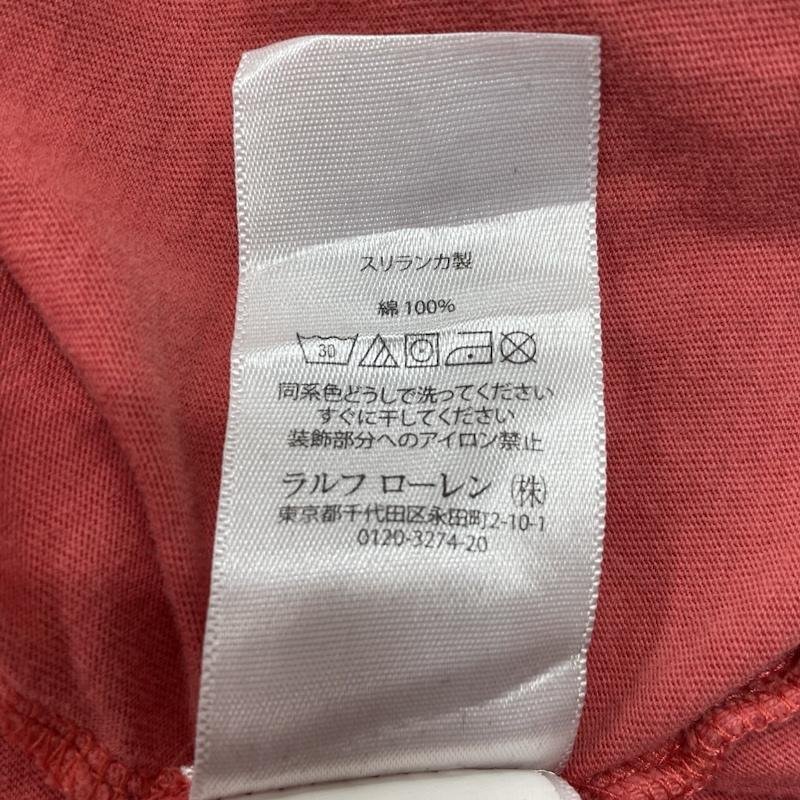 スリランカ製
綿 100%
30
同系色どうしで洗ってください
すぐに干してください
装飾部分へのアイロン禁止
ラルフ ローレン ㈱
東京都千代田区永田町2-10-1
0120-3274-20